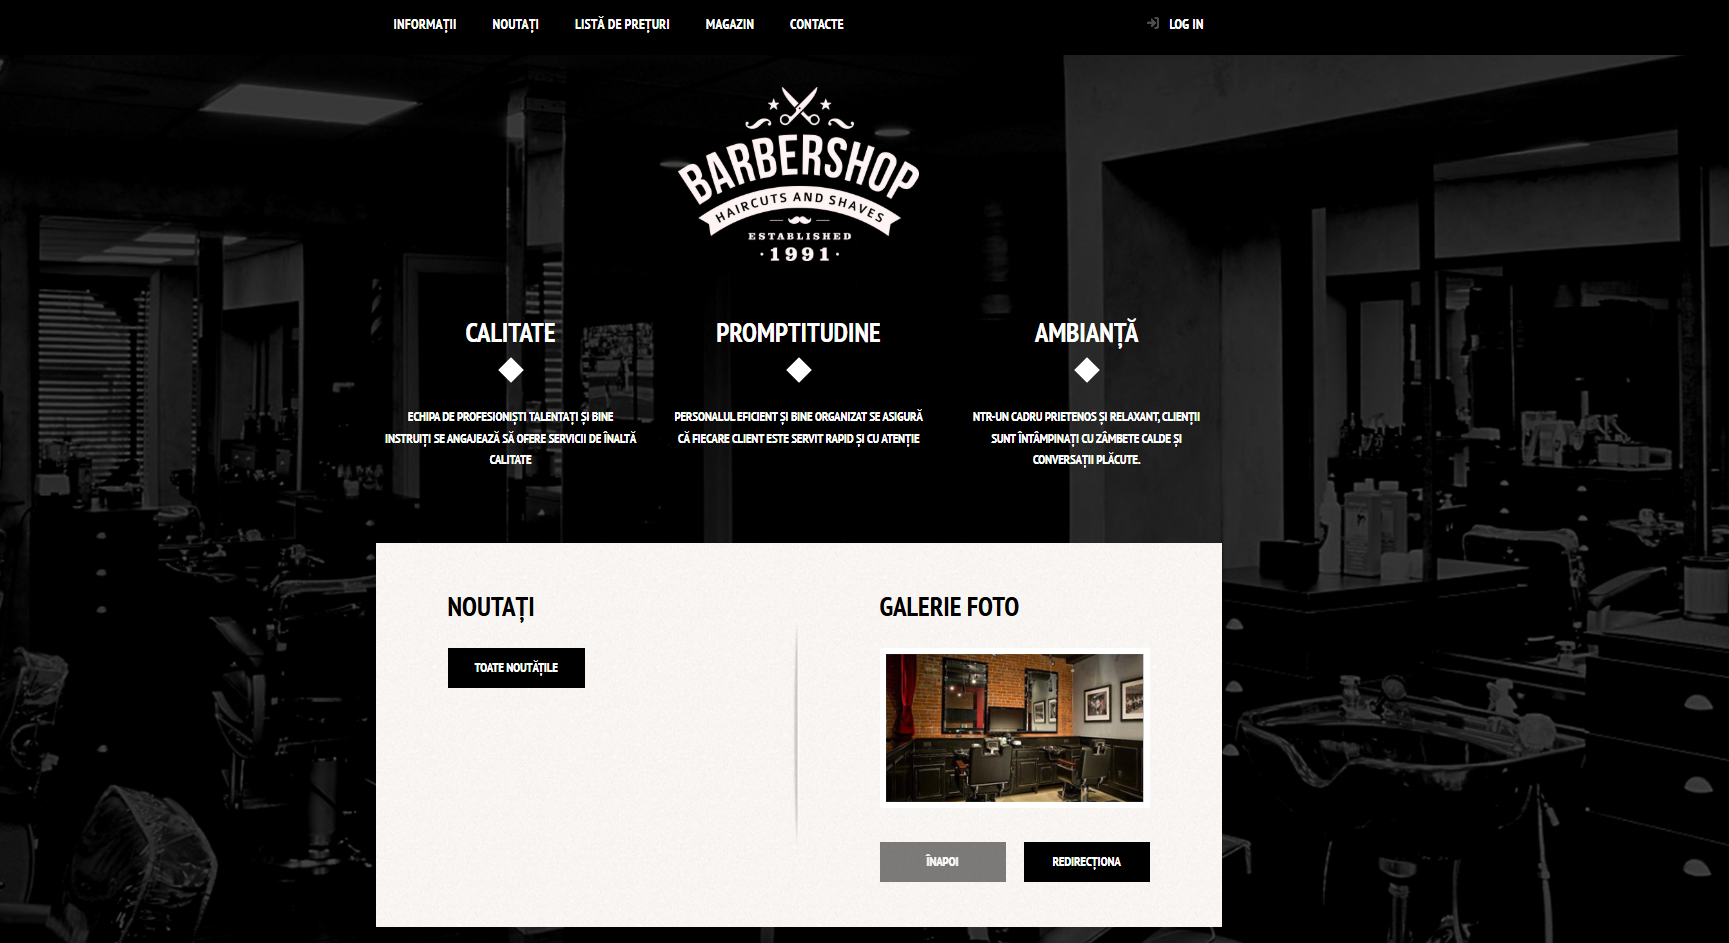 INFORMAȚII NOUTAȚI LISTĂ DE PREȚURI MAGAZIN CONTACTE LOG IN
BARBERSHOP
HAIRCUTS AND SHAVES
ESTABLISHED
· 1991 ·
CALITATE
ECHIPA DE PROFESIONIȘTI TALENTAȚI ȘI BINE
INSTRUIȚI SE ANGAJEAZĂ SĂ OFERE SERVICII DE ÎNALTĂ
CALITATE
PROMPTITUDINE
PERSONALUL EFICIENT ȘI BINE ORGANIZAT SE ASIGURĂ
CĂ FIECARE CLIENT ESTE SERVIT RAPID ȘI CU ATENȚIE
AMBIANȚĂ
NTR-UN CADRU PRIETENOS ȘI RELAXANT, CLIENȚII
SUNT ÎNTÂMPINAȚI CU ZÂMBETE CALDE ȘI
CONVERSAȚII PLĂCUTE.
NOUTAȚI
TOATE NOUTĂȚILE
GALERIE FOTO
ÎNAPOI
REDIRECȚIONA